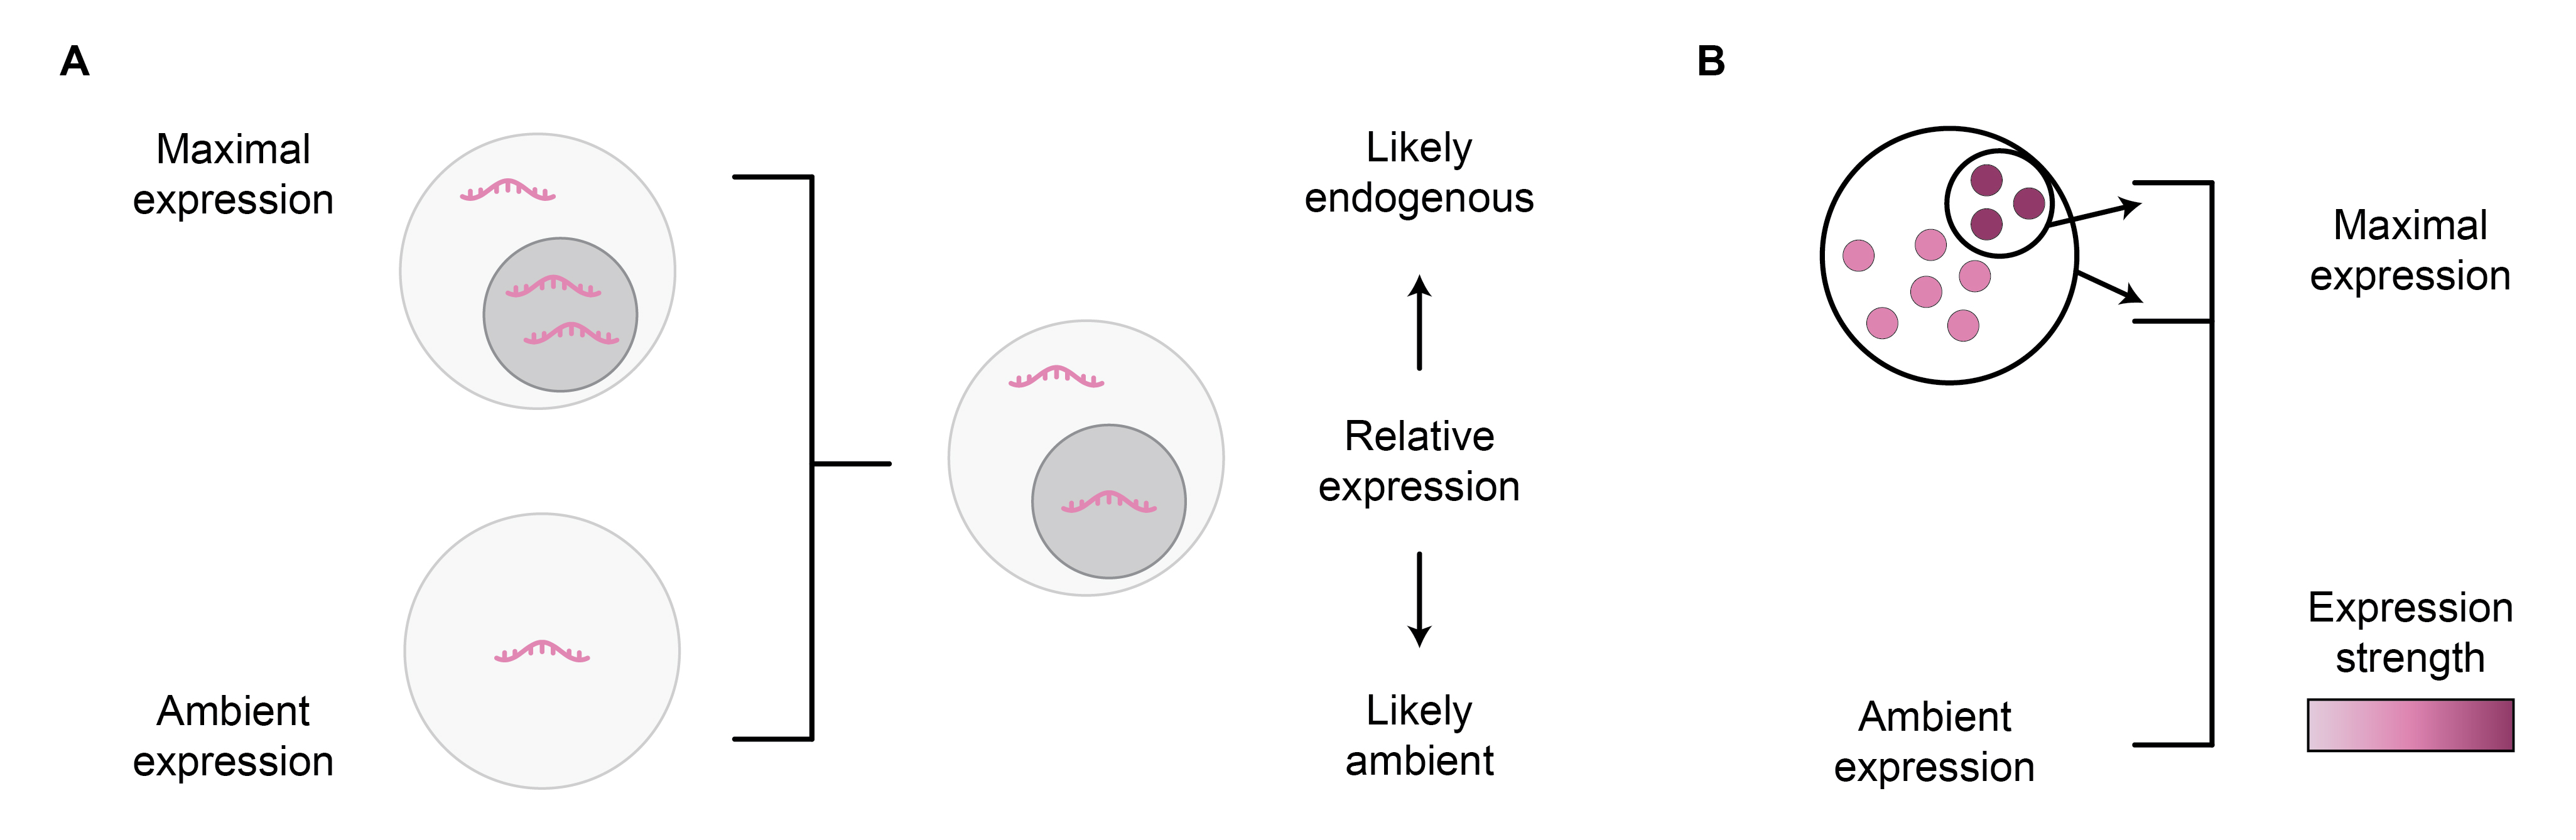 A
Maximal
expression
Ambient
expression
Likely
endogenous
Relative
expression
Likely
ambient
B
Maximal
expression
Ambient
expression
Expression
strength